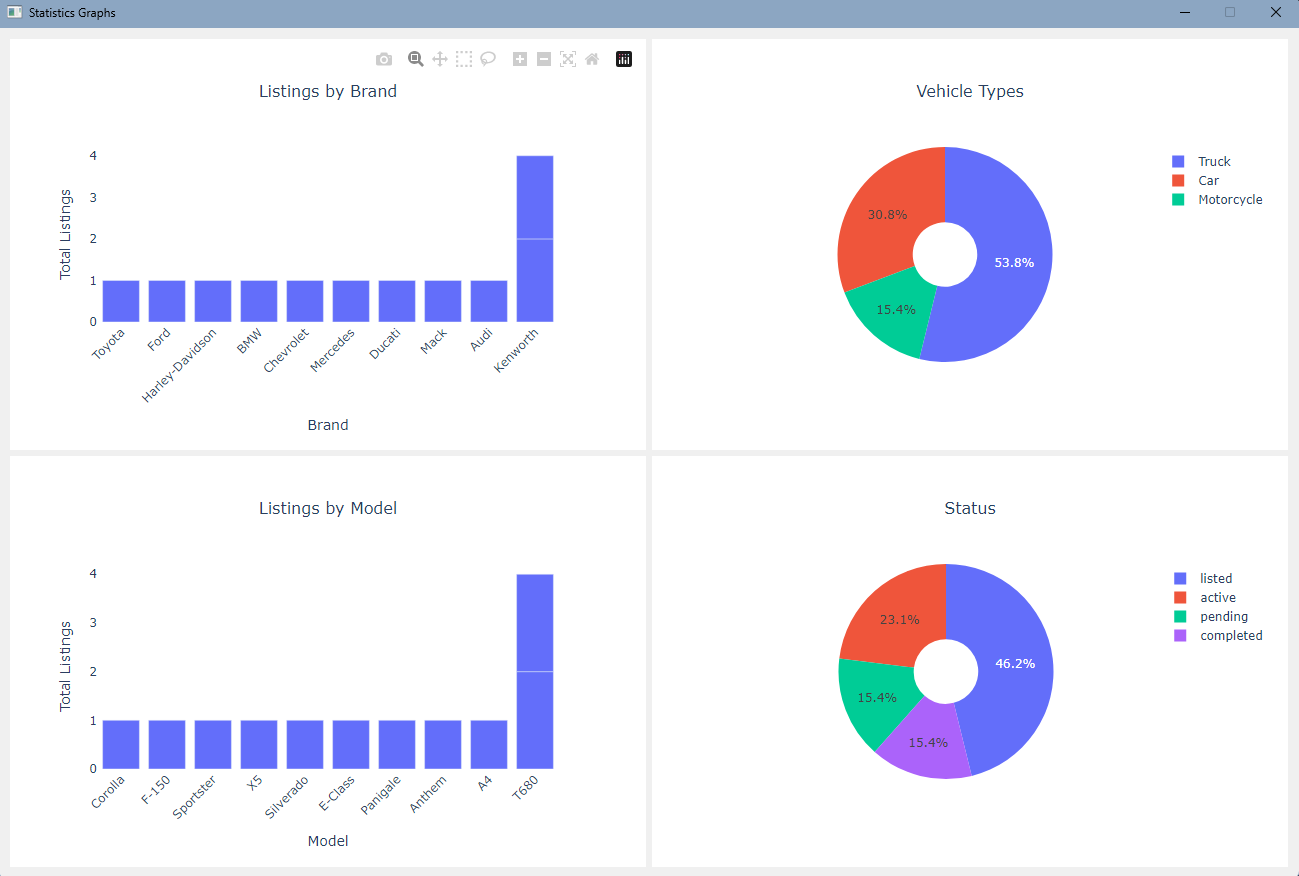 Statistics Graphs
Listings by Brand
4
3
2
1
0
Total Listings
Toyota
Ford
Harley-Davidson
BMW
Chevrolet
Mercedes
Ducati
Mack
Audi
Kenworth
Brand
Vehicle Types
30.8%
53.8%
15.4%
Truck
Car
Motorcycle
Listings by Model
4
3
2
1
0
Total Listings
Corolla
F-150
Sportster
X5
Silverado
E-Class
Panigale
Anthem
A4
T680
Model
Status
23.1%
46.2%
15.4%
15.4%
listed
active
pending
completed